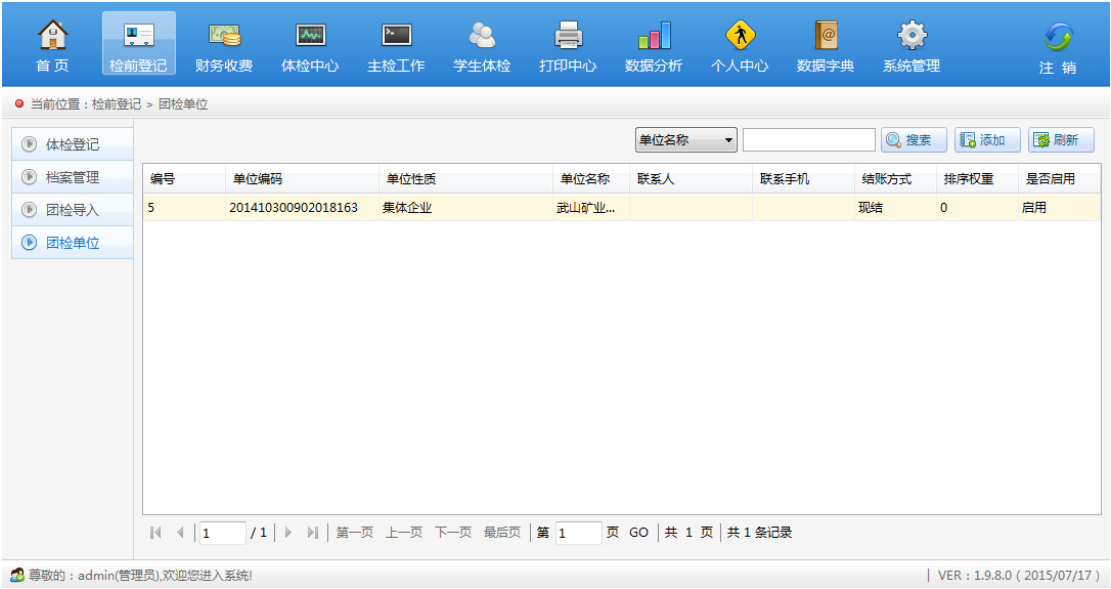 首 页 检前登记 财务收费 体检中心 主检工作 学生体检 打印中心 数据分析 个人中心 数据字典 系统管理 注 销
当前位置：检前登记 > 团检单位
体检登记
档案管理
团检导入
团检单位
单位名称 搜索 添加 刷新
编号 单位编码 单位性质 单位名称 联系人 联系手机 结账方式 排序权重 是否启用
5 201410300902018163 集体企业 武山矿业... 现结 0 启用
1 / 1 第一页 上一页 下一页 最后页 第 1 页 GO 共 1 页 共 1 条记录
尊敬的：admin(管理员),欢迎您进入系统! VER：1.9.8.0（2015/07/17）